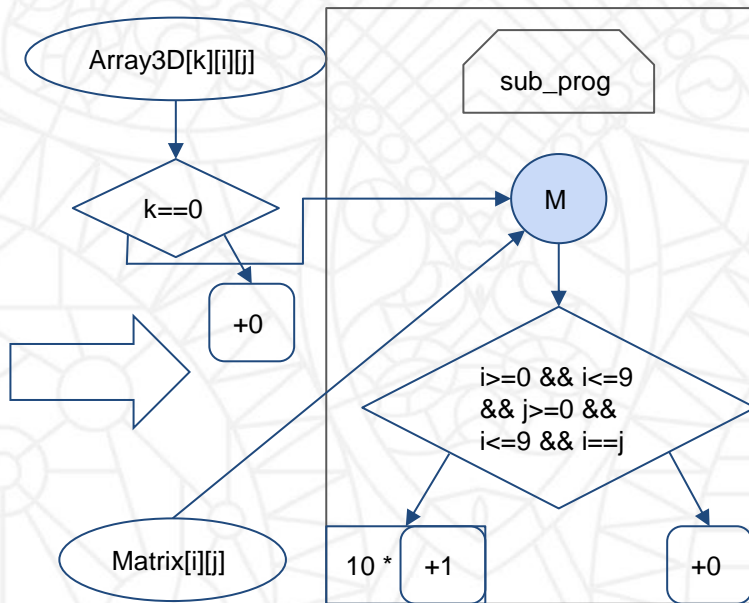 Array3D[k][i][j]
sub_prog
k==0
M
+0
i>=0 && i<=9
&& j>=0 &&
i<=9 && i==j
Matrix[i][j]
10 *
+1
+0